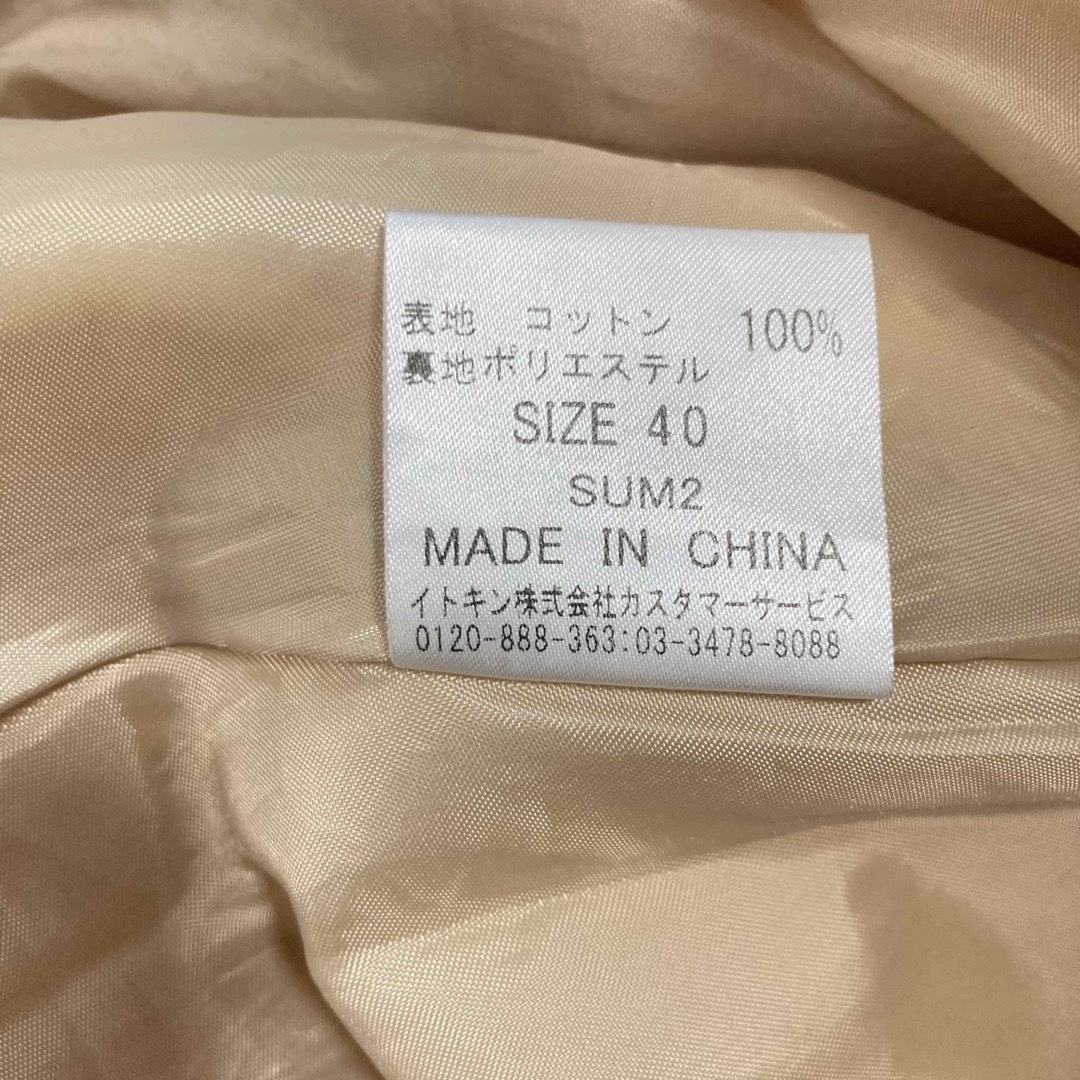 表地 コットン 100%
裏地ポリエステル
SIZE 40
SUM2
MADE IN CHINA
イトキン株式会社カスタマーサービス
0120-888-363:03-3478-8088